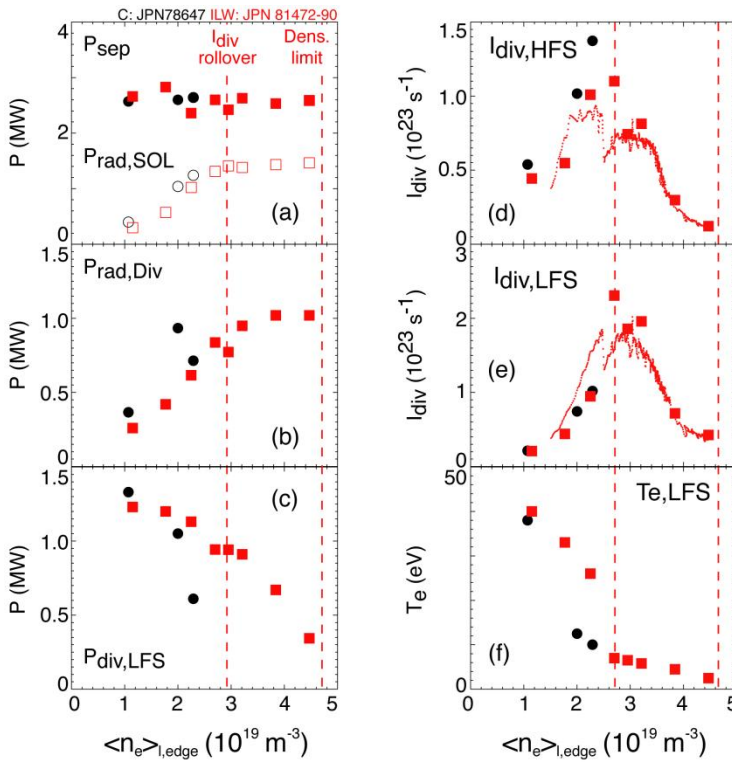 C: JPN78647 ILW: JPN 81472-90
4
P_sep
I_div rollover
Dens. limit
P (MW)
2
P_rad,SOL
0
(a)
1.5
P_rad,Div
P (MW)
1.0
0.5
0
(b)
1.5
(c)
P (MW)
1.0
0.5
P_div,LFS
0
0 1 2 3 4 5
<n_e>_l,edge (10^19 m^-3)
1.5
I_div,HFS
I_div (10^23 s^-1)
1.0
0.5
0
(d)
3
I_div,LFS
I_div (10^23 s^-1)
2
1
0
(e)
50
Te,LFS
T_e (eV)
0
(f)
0 1 2 3 4 5
<n_e>_l,edge (10^19 m^-3)